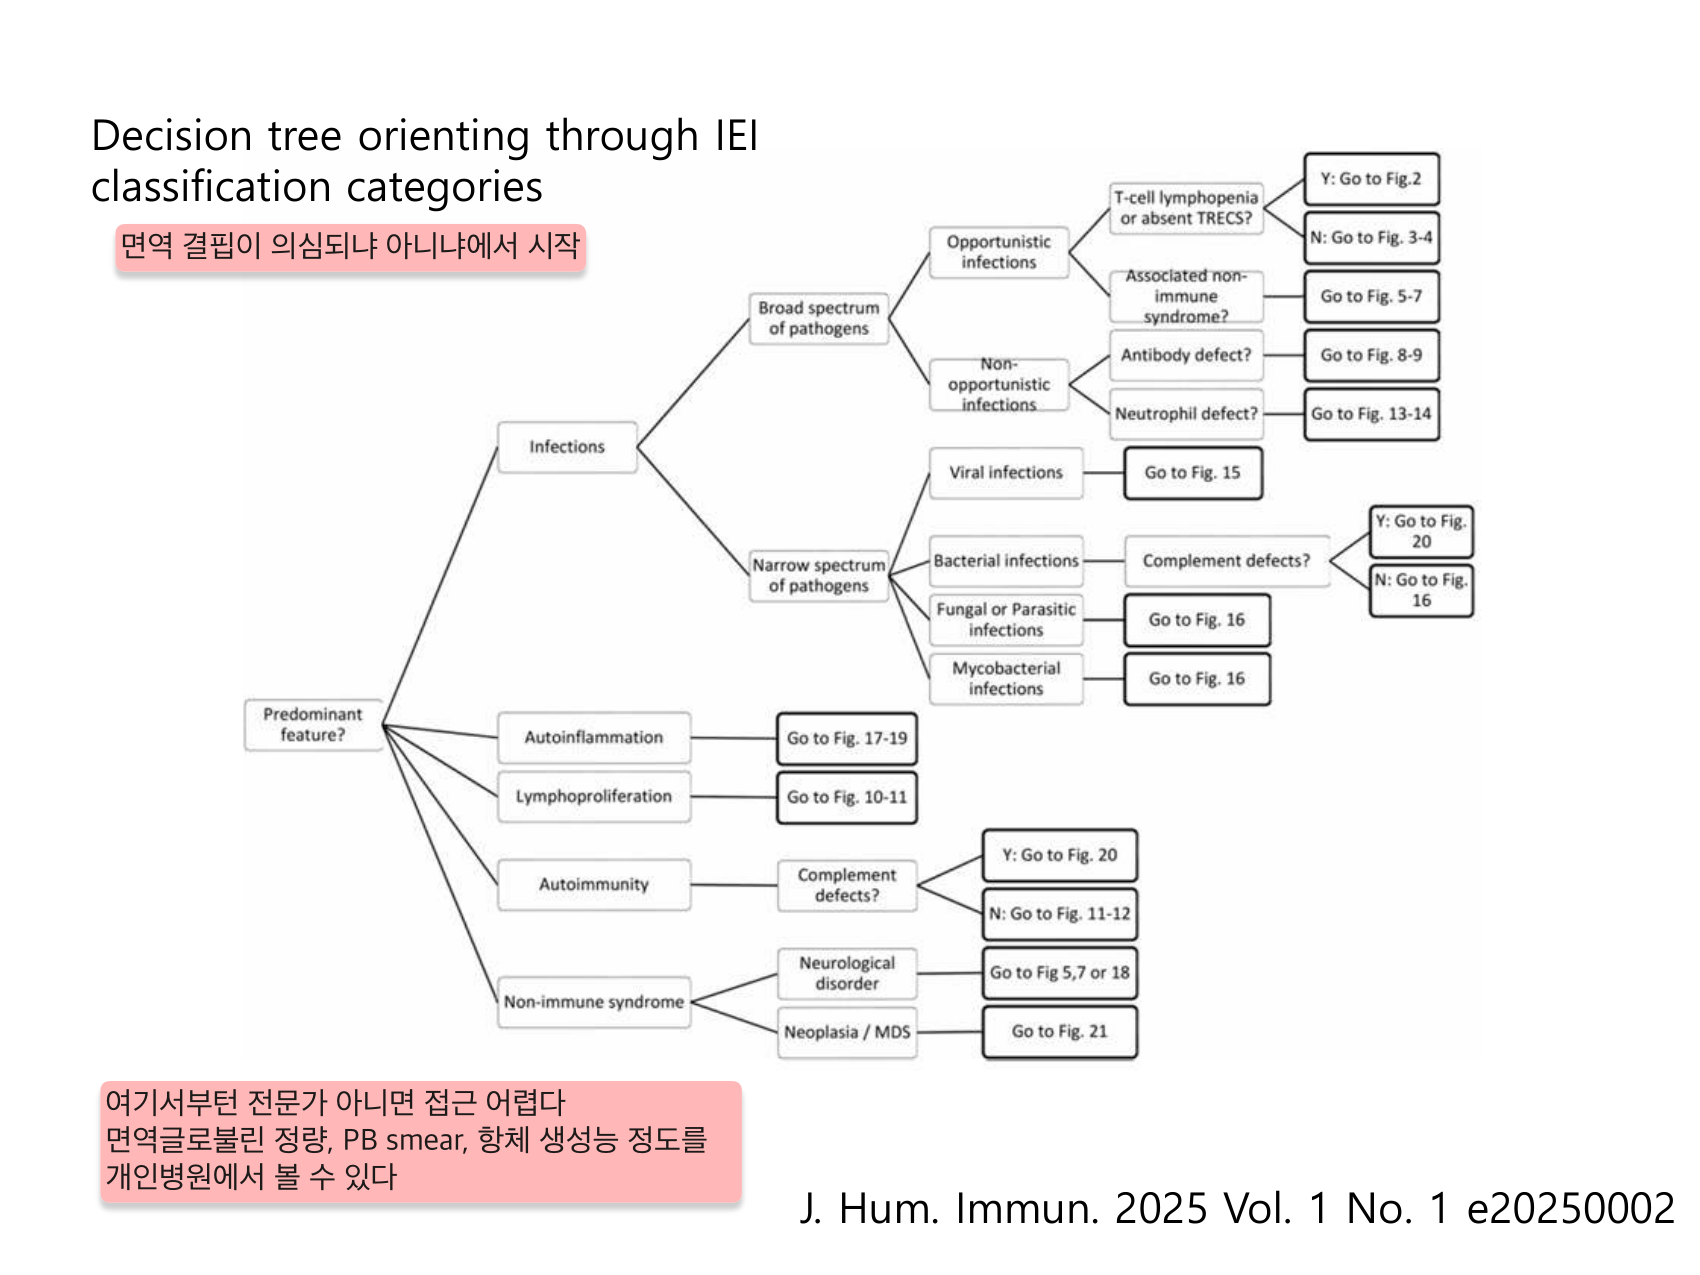 Decision tree orienting through IEI
classification categories
면역 결핍이 의심되냐 아니냐에서 시작
Predominant
feature?
Infections
Broad spectrum
of pathogens
Opportunistic
infections
T-cell lymphopenia
or absent TRECS?
Y: Go to Fig.2
N: Go to Fig. 3-4
Associated non-
immune
syndrome?
Go to Fig. 5-7
Non-
opportunistic
infections
Antibody defect?
Go to Fig. 8-9
Neutrophil defect?
Go to Fig. 13-14
Narrow spectrum
of pathogens
Viral infections
Go to Fig. 15
Bacterial infections
Complement defects?
Y: Go to Fig.
20
N: Go to Fig.
16
Fungal or Parasitic
infections
Go to Fig. 16
Mycobacterial
infections
Go to Fig. 16
Autoinflammation
Go to Fig. 17-19
Lymphoproliferation
Go to Fig. 10-11
Autoimmunity
Complement
defects?
Y: Go to Fig. 20
N: Go to Fig. 11-12
Non-immune syndrome
Neurological
disorder
Go to Fig 5,7 or 18
Neoplasia / MDS
Go to Fig. 21
여기서부턴 전문가 아니면 접근 어렵다
면역글로불린 정량, PB smear, 항체 생성능 정도를
개인병원에서 볼 수 있다
J. Hum. Immun. 2025 Vol. 1 No. 1 e20250002